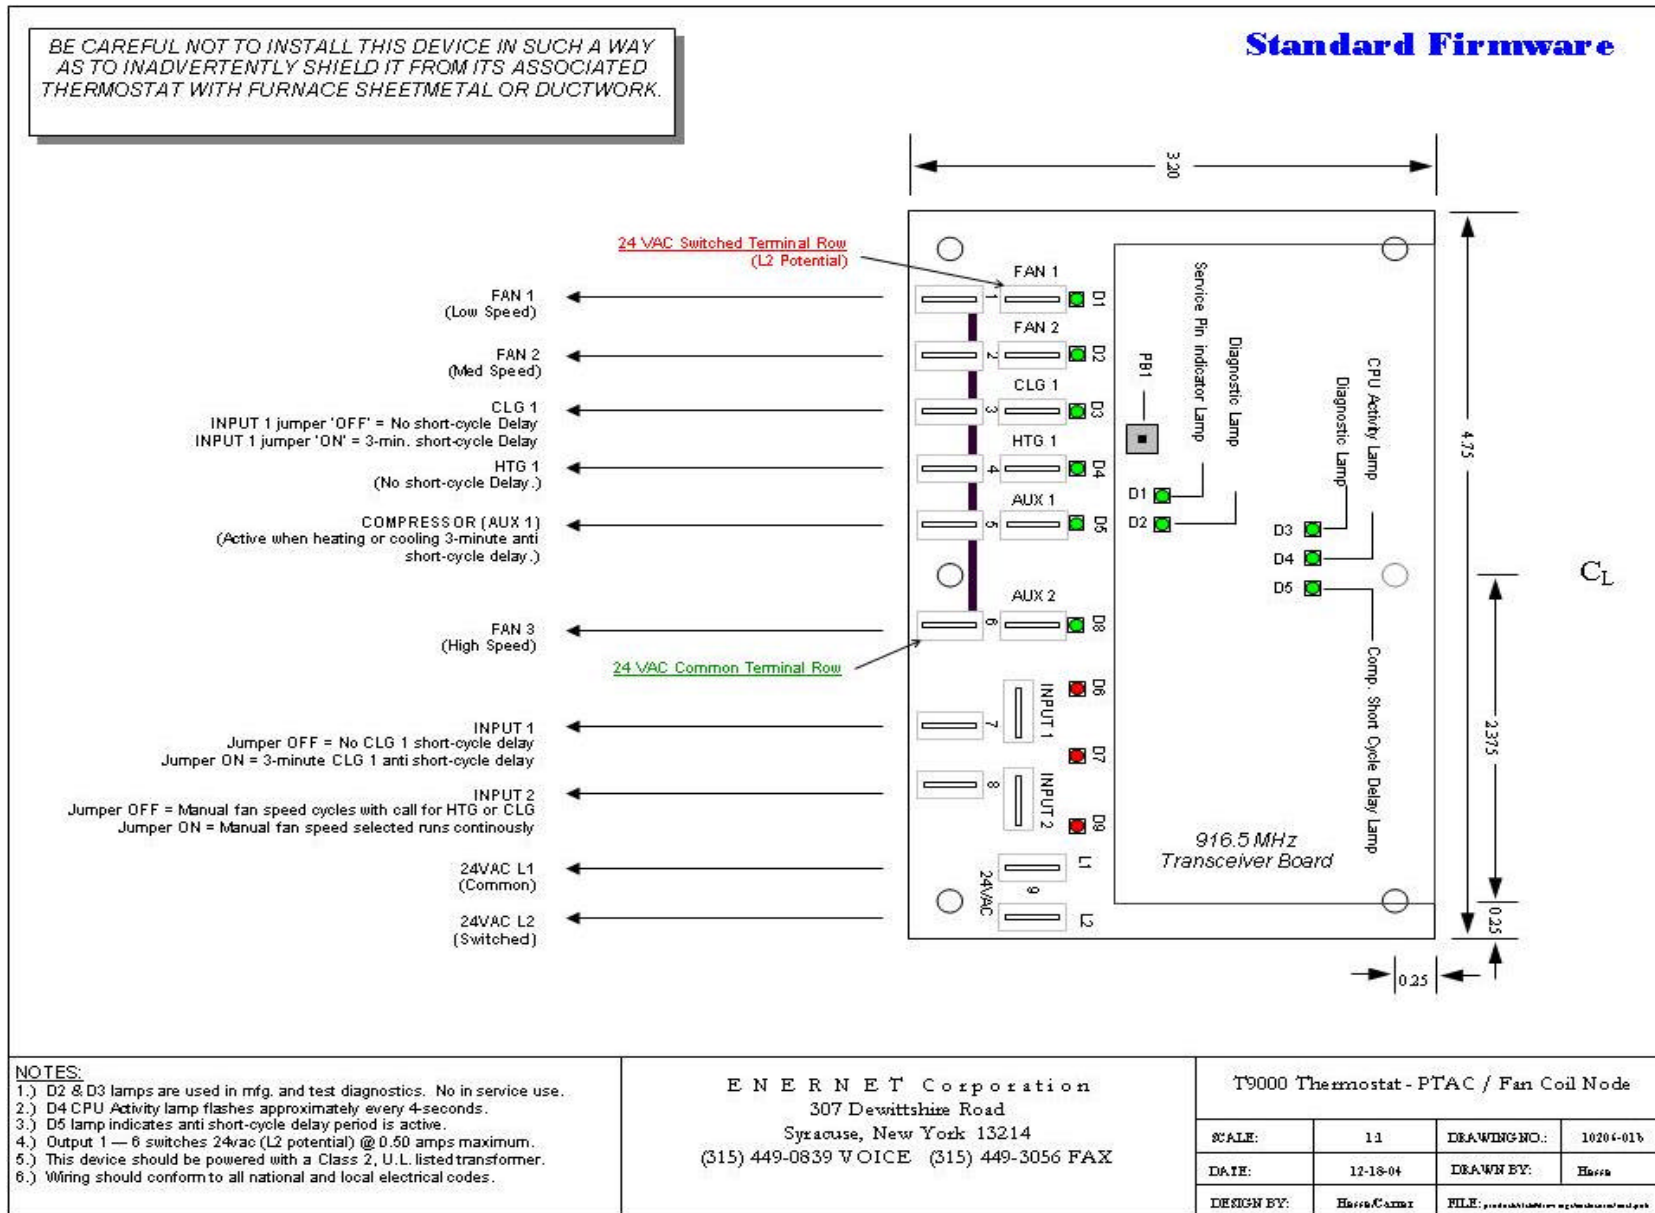 BE CAREFUL NOT TO INSTALL THIS DEVICE IN SUCH A WAY
AS TO INADVERTENTLY SHIELD IT FROM ITS ASSOCIATED
THERMOSTAT WITH FURNACE SHEETMETAL OR DUCTWORK.
Standard Firmware
3.20
24 VAC Switched Terminal Row
(L2 Potential)
FAN 1
(Low Speed)
FAN 2
(Med Speed)
CLG 1
INPUT 1 jumper 'OFF' = No short-cycle Delay
INPUT 1 jumper 'ON' = 3-min. short-cycle Delay
HTG 1
(No short-cycle Delay.)
COMPRESSOR (AUX 1)
(Active when heating or cooling 3-minute anti
short-cycle delay.)
FAN 3
(High Speed)
24 VAC Common Terminal Row
INPUT 1
Jumper OFF = No CLG 1 short-cycle delay
Jumper ON = 3-minute CLG 1 anti short-cycle delay
INPUT 2
Jumper OFF = Manual fan speed cycles with call for HTG or CLG
Jumper ON = Manual fan speed selected runs continously
24VAC L1
(Common)
24VAC L2
(Switched)
FAN 1
1
D1
FAN 2
2
D2
CLG 1
3
D3
HTG 1
4
D4
AUX 1
5
D5
AUX 2
6
D8
D6
INPUT 1
7
D7
INPUT 2
8
D9
L1
24VAC
9
L2
PB1
Service Pin indicator Lamp
Diagnostic Lamp
D1
D2
Diagnostic Lamp
CPU Activity Lamp
D3
D4
D5
Comp. Short Cycle Delay Lamp
916.5 MHz
Transceiver Board
4.75
2.375
0.25
0.25
CL
NOTES:
1.) D2 & D3 lamps are used in mfg. and test diagnostics. No in service use.
2.) D4 CPU Activity lamp flashes approximately every 4-seconds.
3.) D5 lamp indicates anti short-cycle delay period is active.
4.) Output 1 — 6 switches 24vac (L2 potential) @ 0.50 amps maximum.
5.) This device should be powered with a Class 2, U.L. listed transformer.
6.) Wiring should conform to all national and local electrical codes.
ENERNET Corporation
307 Dewittshire Road
Syracuse, New York 13214
(315) 449-0839 VOICE (315) 449-3056 FAX
T9000 Thermostat - PTAC / Fan Coil Node
SCALE: 1:1 DRAWING NO.: 10206-01b
DATE: 12-18-04 DRAWN BY:
DESIGN BY: FILE: